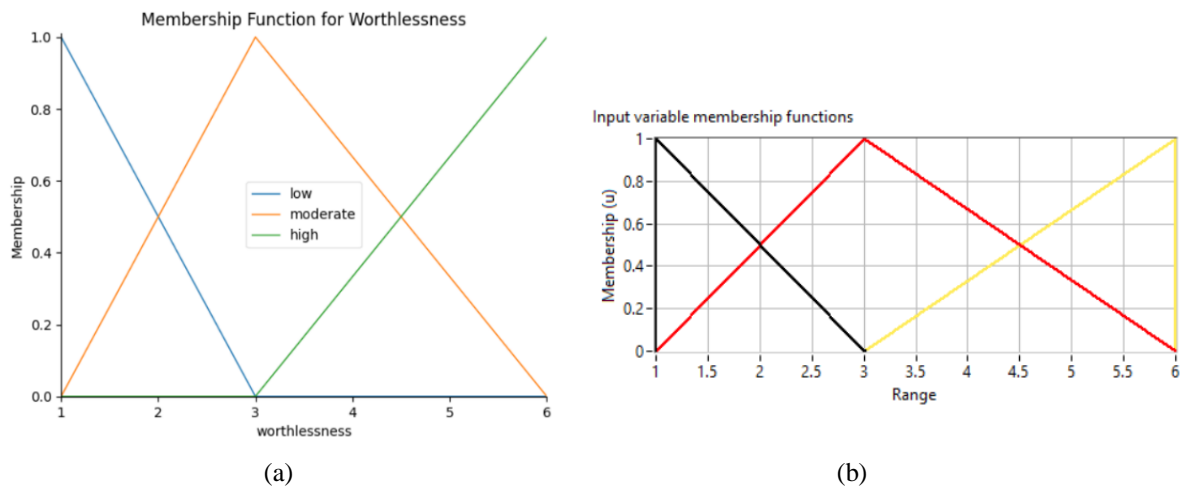 Membership Function for Worthlessness
1.0
0.8
0.6
0.4
0.2
0.0
Membership
low
moderate
high
1 2 3 4 5 6
worthlessness
(a)
Input variable membership functions
1
0.8
0.6
0.4
0.2
0
Membership (u)
1 1.5 2 2.5 3 3.5 4 4.5 5 5.5 6
Range
(b)